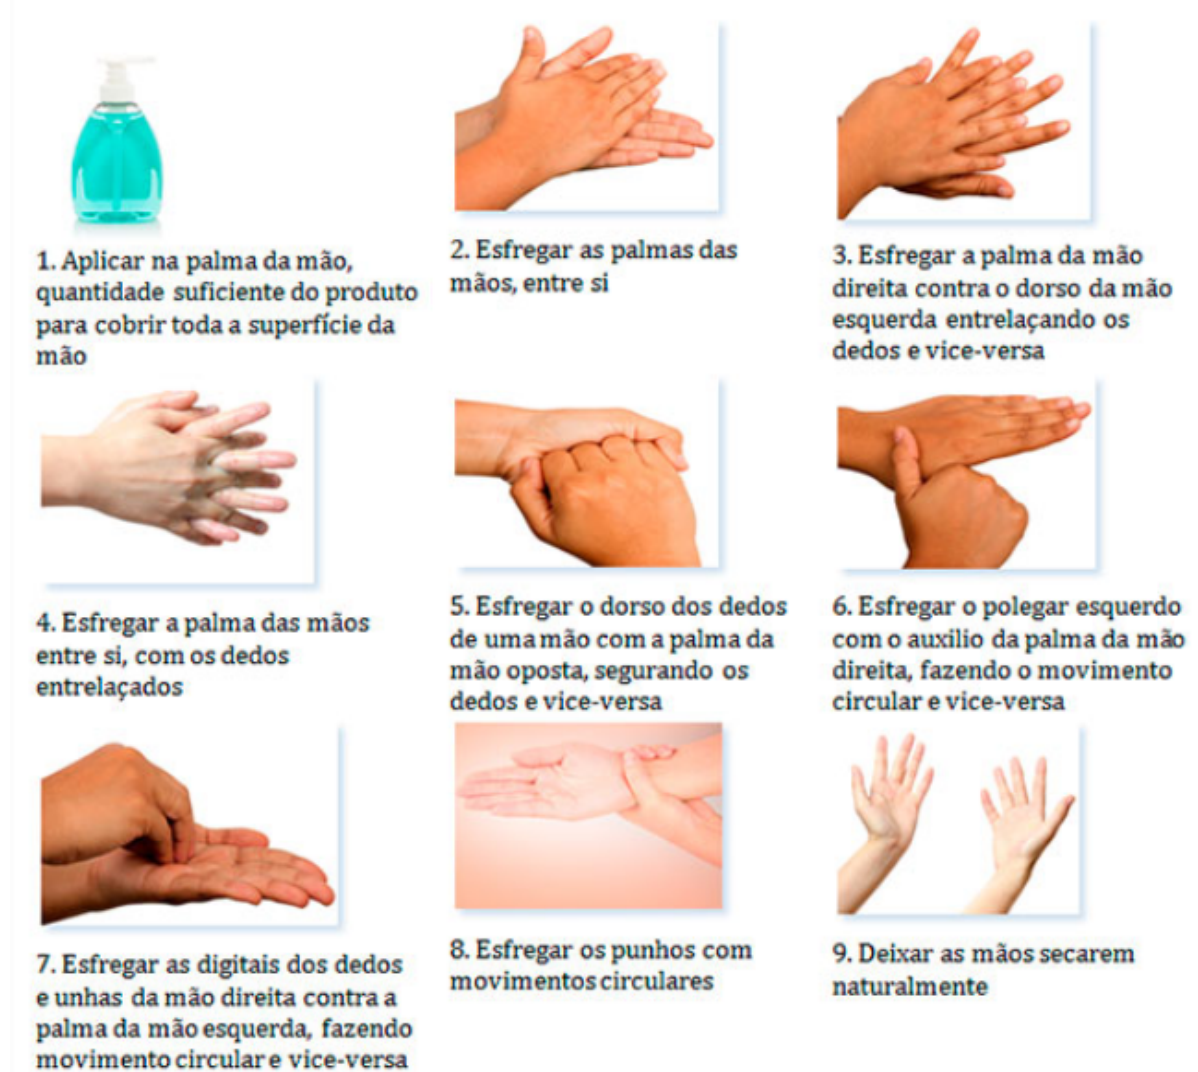 1. Aplicar na palma da mão,
quantidade suficiente do produto
para cobrir toda a superfície da
mão
2. Esfregar as palmas das
mãos, entre si
3. Esfregar a palma da mão
direita contra o dorso da mão
esquerda entrelaçando os
dedos e vice-versa
4. Esfregar a palma das mãos
entre si, com os dedos
entrelaçados
5. Esfregar o dorso dos dedos
de uma mão com a palma da
mão oposta, segurando os
dedos e vice-versa
6. Esfregar o polegar esquerdo
com o auxilio da palma da mão
direita, fazendo o movimento
circular e vice-versa
7. Esfregar as digitais dos dedos
e unhas da mão direita contra a
palma da mão esquerda, fazendo
movimento circular e vice-versa
8. Esfregar os punhos com
movimentos circulares
9. Deixar as mãos secarem
naturalmente